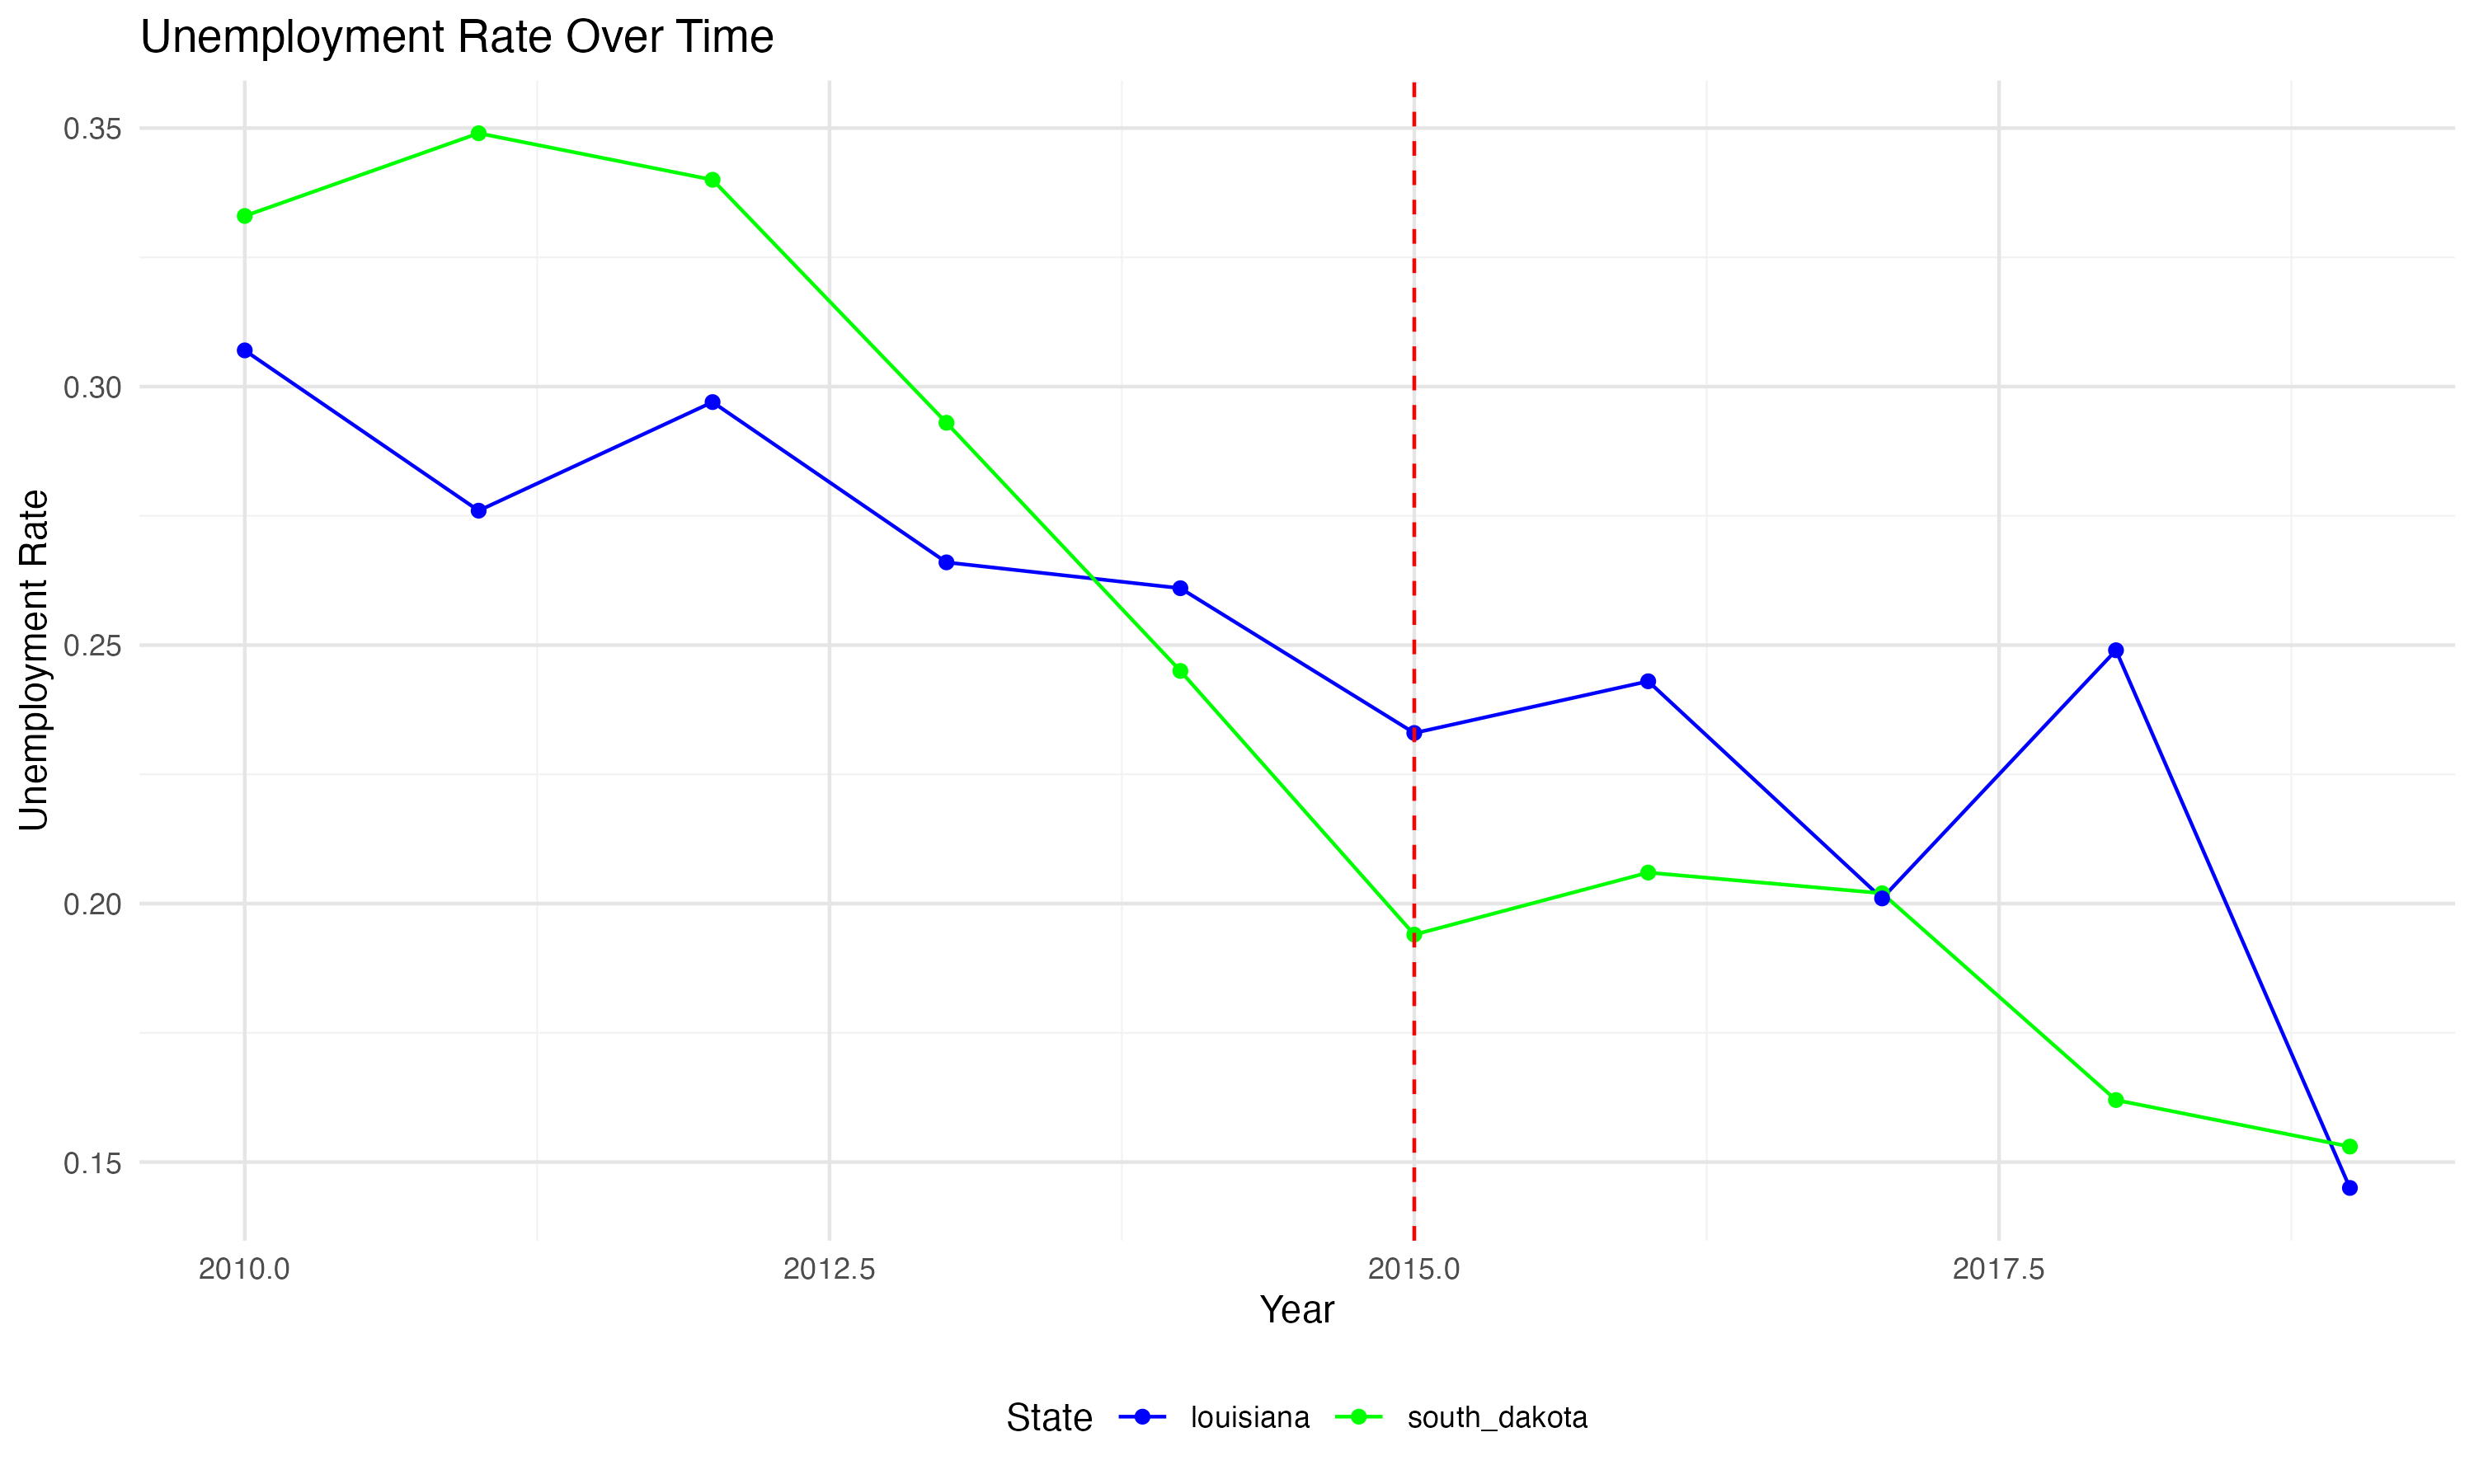 Unemployment Rate Over Time
Unemployment Rate
0.35
0.30
0.25
0.20
0.15
2010.0 2012.5 2015.0 2017.5
Year
State louisiana south_dakota